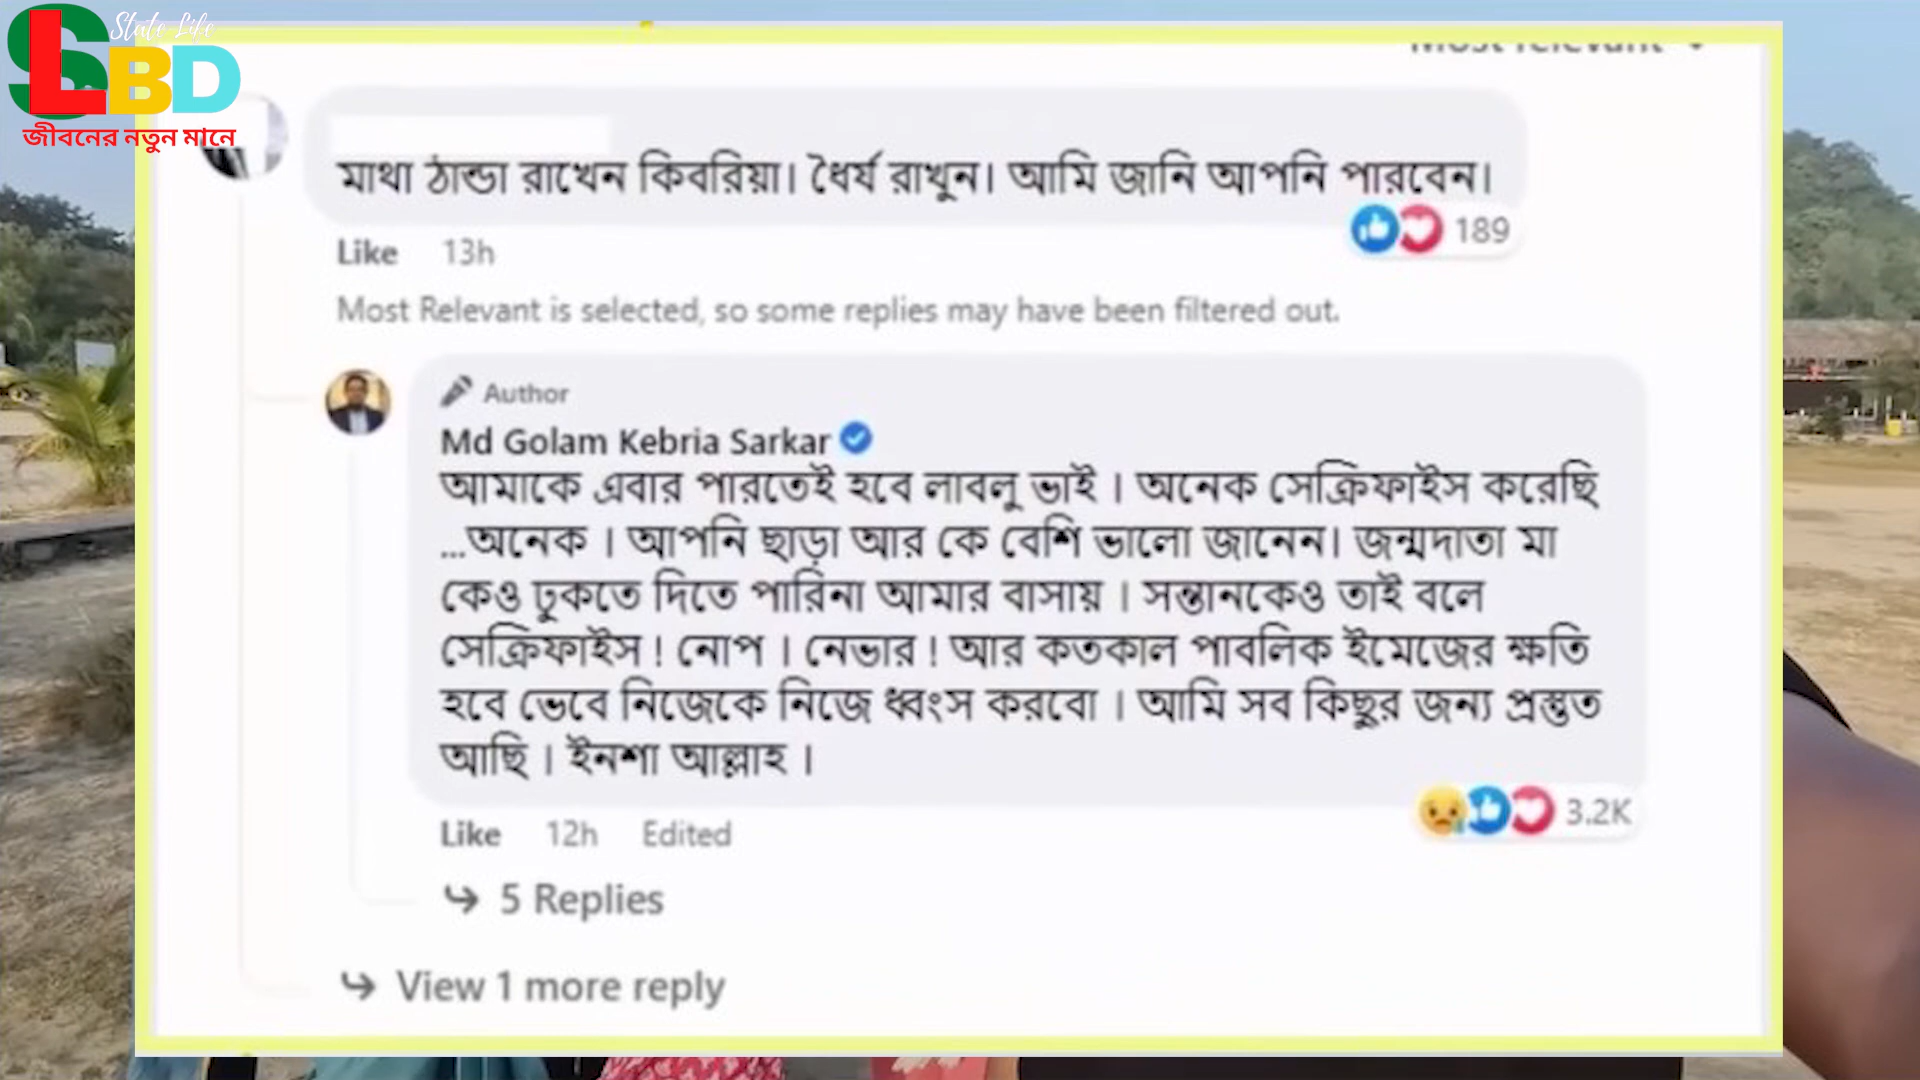 State Life
SLBD
জীবনের নতুন মানে
Most relevant
মাথা ঠান্ডা রাখেন কিবরিয়া। ধৈর্য রাখুন। আমি জানি আপনি পারবেন।
189
Like 13h
Most Relevant is selected, so some replies may have been filtered out.
Author
Md Golam Kebria Sarkar
আমাকে এবার পারতেই হবে লাবলু ভাই । অনেক সেক্রিফাইস করেছি
...অনেক । আপনি ছাড়া আর কে বেশি ভালো জানেন। জন্মদাতা মা
কেও ঢুকতে দিতে পারিনা আমার বাসায় । সন্তানকেও তাই বলে
সেক্রিফাইস ! নোপ । নেভার ! আর কতকাল পাবলিক ইমেজের ক্ষতি
হবে ভেবে নিজেকে নিজে ধ্বংস করবো । আমি সব কিছুর জন্য প্রস্তুত
আছি । ইনশা আল্লাহ ।
3.2K
Like 12h Edited
5 Replies
View 1 more reply